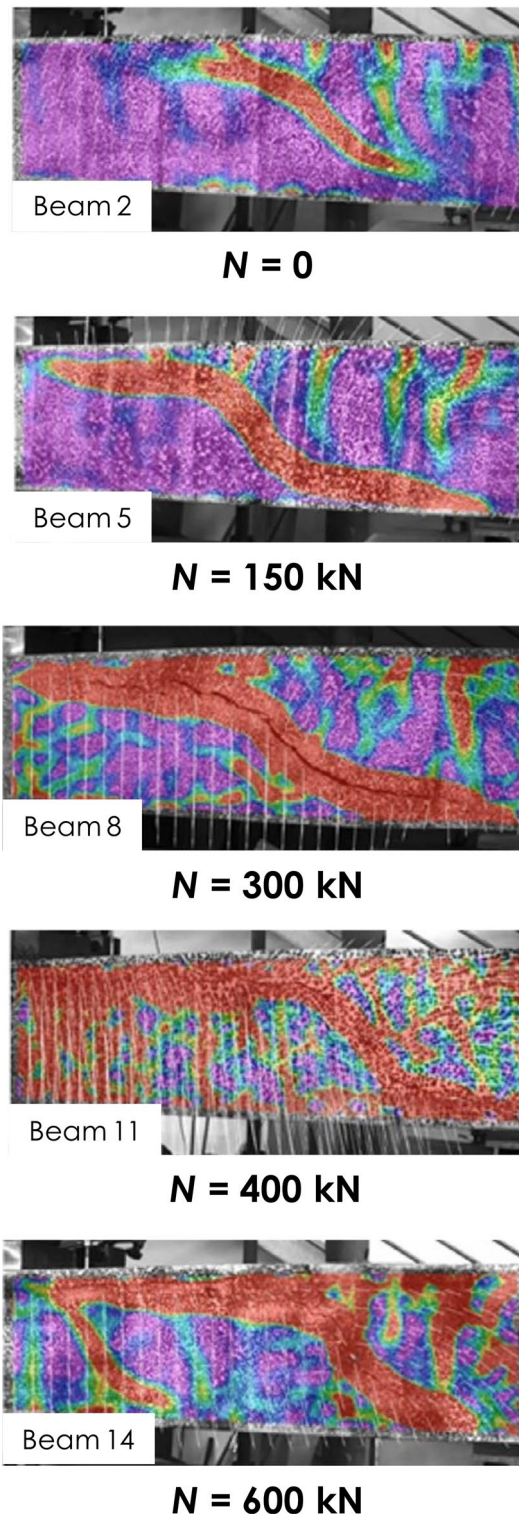 Beam 2
N = 0
Beam 5
N = 150 kN
Beam 8
N = 300 kN
Beam 11
N = 400 kN
Beam 14
N = 600 kN